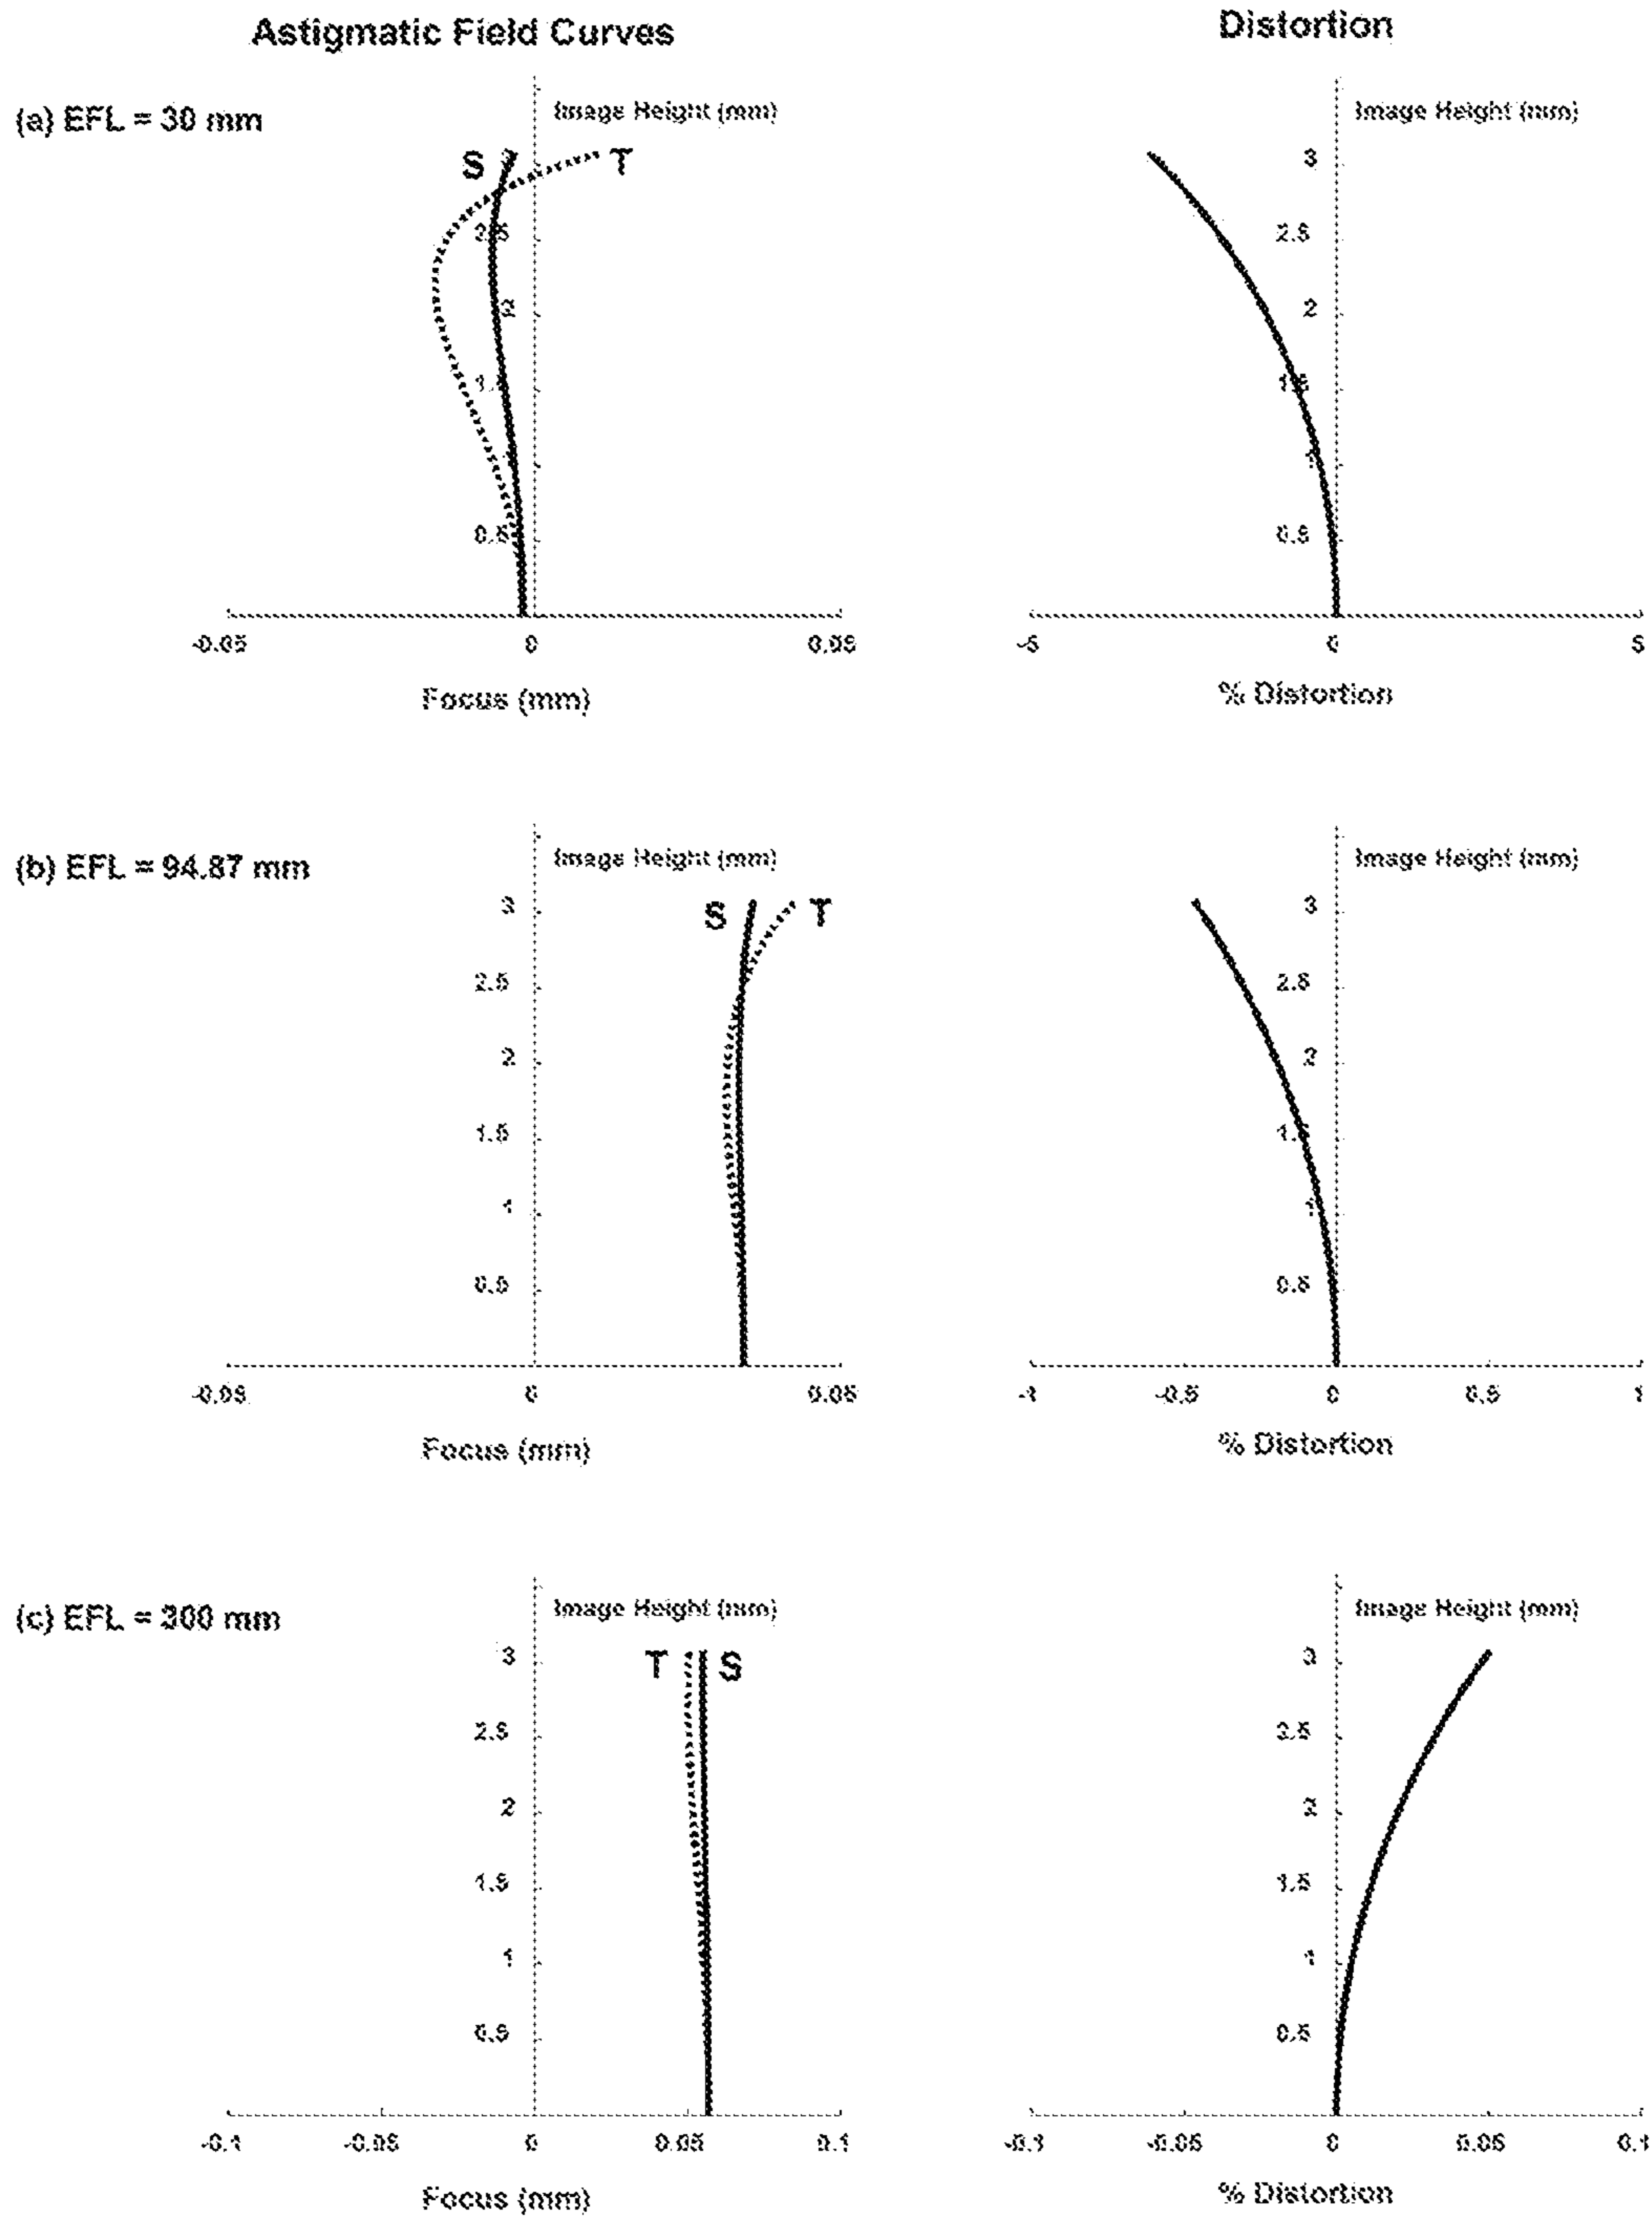 Astigmatic Field Curves
Distortion
(a) EFL = 30 mm
Image Height (mm)
S
T
3
2.5
2
1.5
1
0.5
-0.05
0
0.05
Focus (mm)
Image Height (mm)
3
2.5
2
1.5
1
0.5
-5
0
5
% Distortion
(b) EFL = 94.87 mm
Image Height (mm)
S
T
3
2.5
2
1.5
1
0.5
-0.05
0
0.05
Focus (mm)
Image Height (mm)
3
2.5
2
1.5
1
0.5
-1
-0.5
0
0.5
1
% Distortion
(c) EFL = 300 mm
Image Height (mm)
T
S
3
2.5
2
1.5
1
0.5
-0.1
-0.05
0
0.05
0.1
Focus (mm)
Image Height (mm)
3
2.5
2
1.5
1
0.5
-0.1
-0.05
0
0.05
0.1
% Distortion